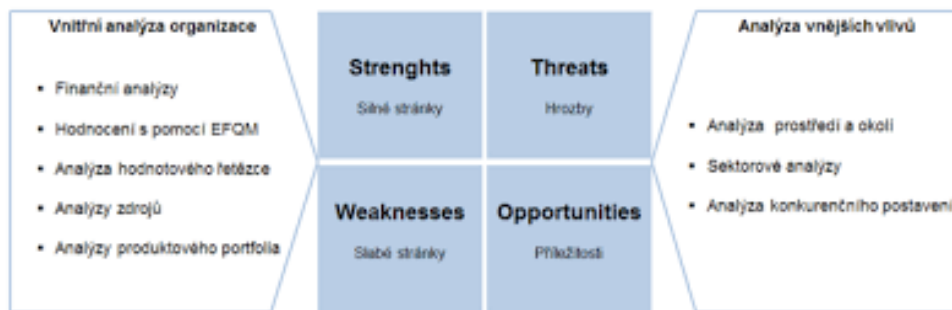 Vnitřní analýza organizace
• Finanční analýzy
• Hodnocení s pomocí EFQM
• Analýza hodnotového řetězce
• Analýzy zdrojů
• Analýzy produktového portfolia
Strenghts
Silné stránky
Threats
Hrozby
Weaknesses
Slabé stránky
Opportunities
Příležitosti
Analýza vnějších vlivů
• Analýza prostředí a okolí
• Sektorové analýzy
• Analýza konkurenčního postavení